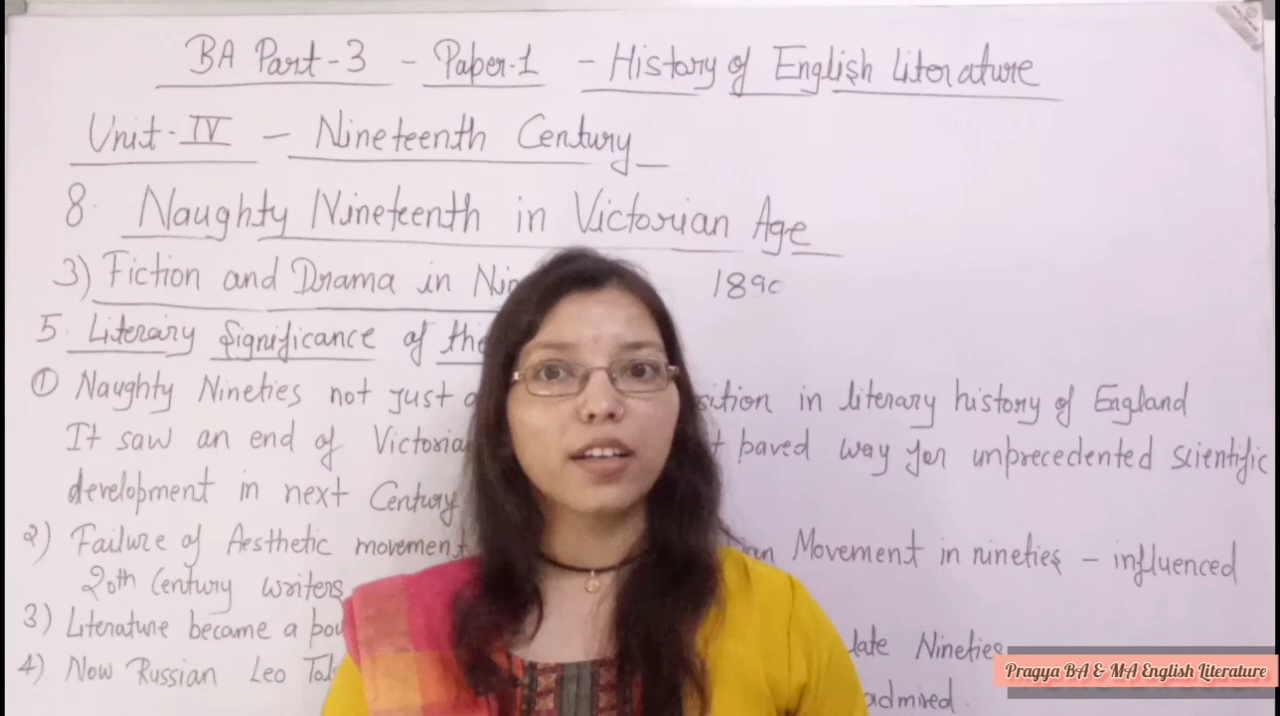 BA Part-3 - Paper-1 - History of English Literature
Unit-IV - Nineteenth Century
8. Naughty Nineteenth in Victorian Age
3) Fiction and Drama in Nin 189
5. Literary Significance of the
① Naughty Nineties not just a sition in literary history of England
It saw an end of Victoria t paved way for unprecedented scientific
development in next Century
2) Failure of Aesthetic movement Movement in nineties - influenced
20th Century writers
3) Literature became a late Nineties
4) Now Russian Leo admired.
Pragya BA & MA English Literature